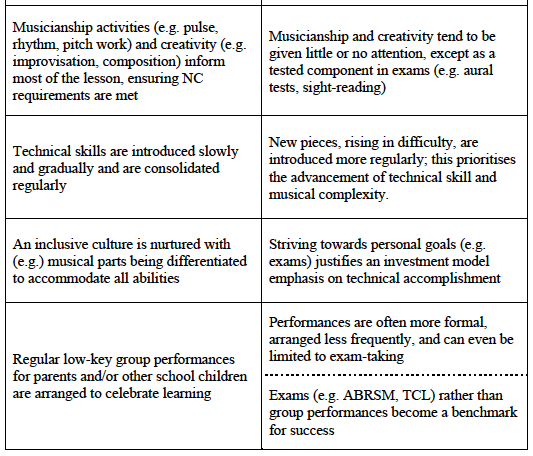 Musicianship activities (e.g. pulse,
rhythm, pitch work) and creativity (e.g.
improvisation, composition) inform
most of the lesson, ensuring NC
requirements are met
Musicianship and creativity tend to be
given little or no attention, except as a
tested component in exams (e.g. aural
tests, sight-reading)
Technical skills are introduced slowly
and gradually and are consolidated
regularly
New pieces, rising in difficulty, are
introduced more regularly; this prioritises
the advancement of technical skill and
musical complexity.
An inclusive culture is nurtured with
(e.g.) musical parts being differentiated
to accommodate all abilities
Striving towards personal goals (e.g.
exams) justifies an investment model
emphasis on technical accomplishment
Regular low-key group performances
for parents and/or other school children
are arranged to celebrate learning
Performances are often more formal,
arranged less frequently, and can even be
limited to exam-taking
Exams (e.g. ABRSM, TCL) rather than
group performances become a benchmark
for success